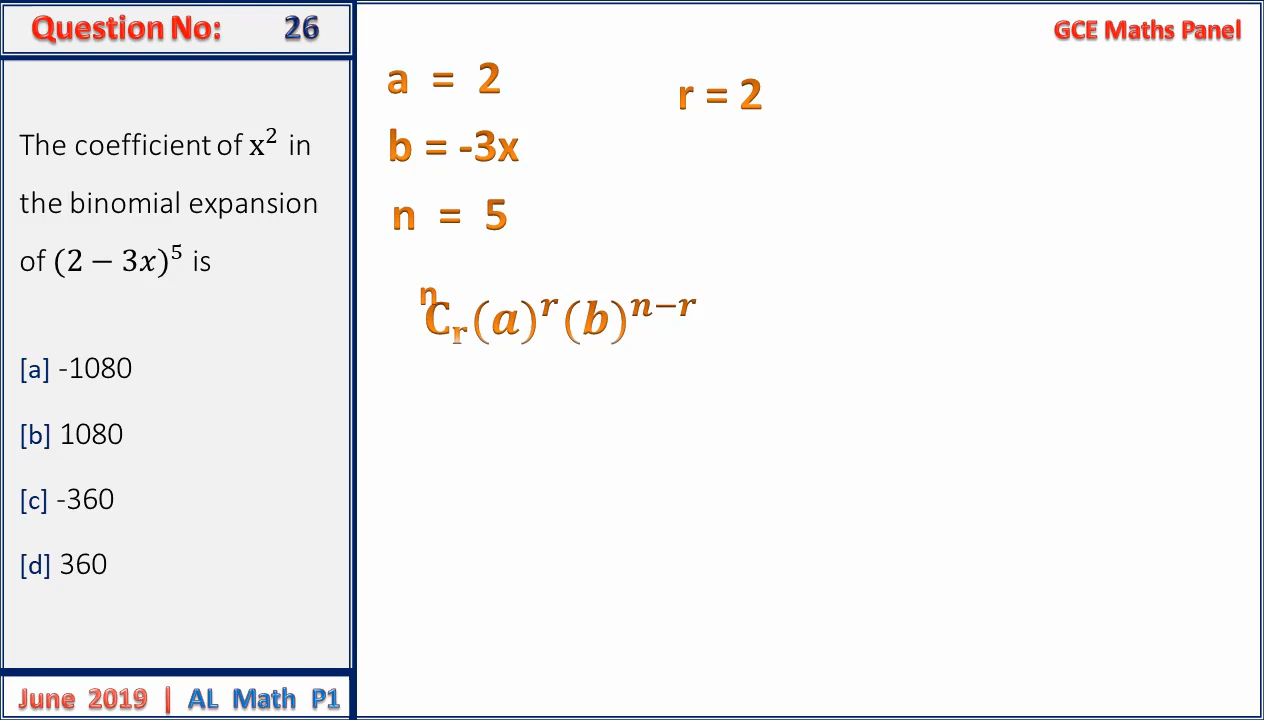 Question No: 26
GCE Maths Panel
The coefficient of x² in
the binomial expansion
of (2 − 3x)⁵ is
[a] -1080
[b] 1080
[c] -360
[d] 360
June 2019 | AL Math P1
a = 2
r = 2
b = -3x
n = 5
ⁿCᵣ(a)ʳ(b)ⁿ⁻ʳ